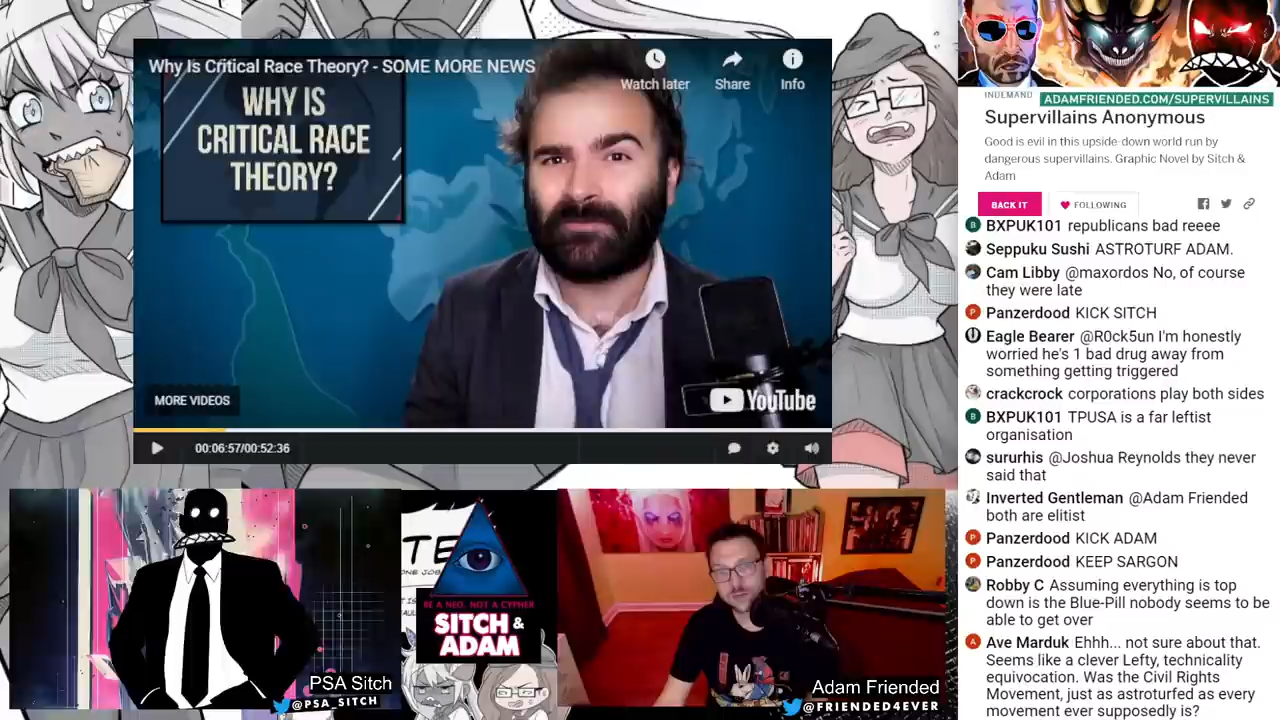 Why Is Critical Race Theory? - SOME MORE NEWS
Watch later
Share
Info
WHY IS
CRITICAL RACE
THEORY?
MORE VIDEOS
YouTube
00:06:57/00:52:36
BE A NEO, NOT A CYPHER
SITCH &
ADAM
PSA Sitch
@PSA_SITCH
Adam Friended
@FRIENDED4EVER
INDEMAND
ADAMFRIENDED.COM/SUPERVILLAINS
Supervillains Anonymous
Good is evil in this upside-down world run by
dangerous supervillains. Graphic Novel by Sitch &
Adam
BACK IT
FOLLOWING
BXPUK101 republicans bad reeee
Seppuku Sushi ASTROTURF ADAM.
Cam Libby @maxordos No, of course
they were late
Panzerdood KICK SITCH
Eagle Bearer @R0ck5un I'm honestly
worried he's 1 bad drug away from
something getting triggered
crackcrock corporations play both sides
BXPUK101 TPUSA is a far leftist
organisation
sururhis @Joshua Reynolds they never
said that
Inverted Gentleman @Adam Friended
both are elitist
Panzerdood KICK ADAM
Panzerdood KEEP SARGON
Robby C Assuming everything is top
down is the Blue-Pill nobody seems to be
able to get over
Ave Marduk Ehhh... not sure about that.
Seems like a clever Lefty, technicality
equivocation. Was the Civil Rights
Movement, just as astroturfed as every
movement ever supposedly is?